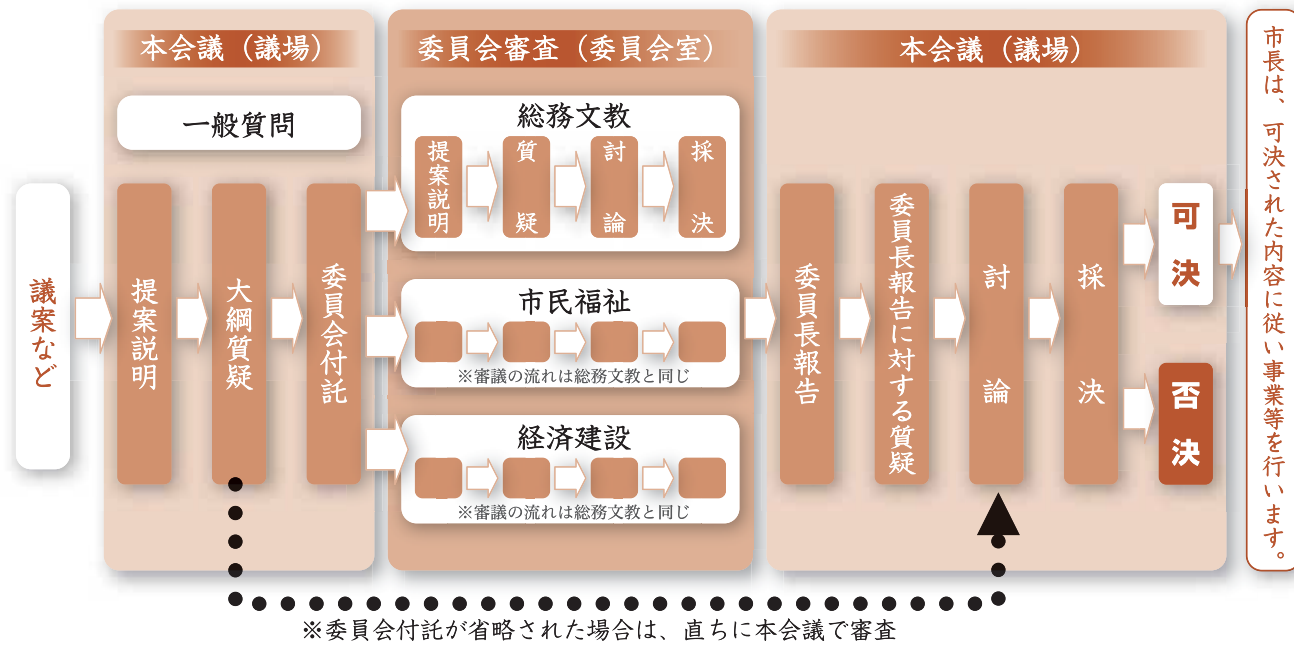 本会議（議場）
一般質問
議案など
提案説明
大綱質疑
委員会付託
委員会審査（委員会室）
総務文教
提案説明
質疑
討論
採決
市民福祉
※審議の流れは総務文教と同じ
経済建設
※審議の流れは総務文教と同じ
本会議（議場）
委員長報告
委員長報告に対する質疑
討論
採決
可決
否決
市長は、可決された内容に従い事業等を行います。
※委員会付託が省略された場合は、直ちに本会議で審査